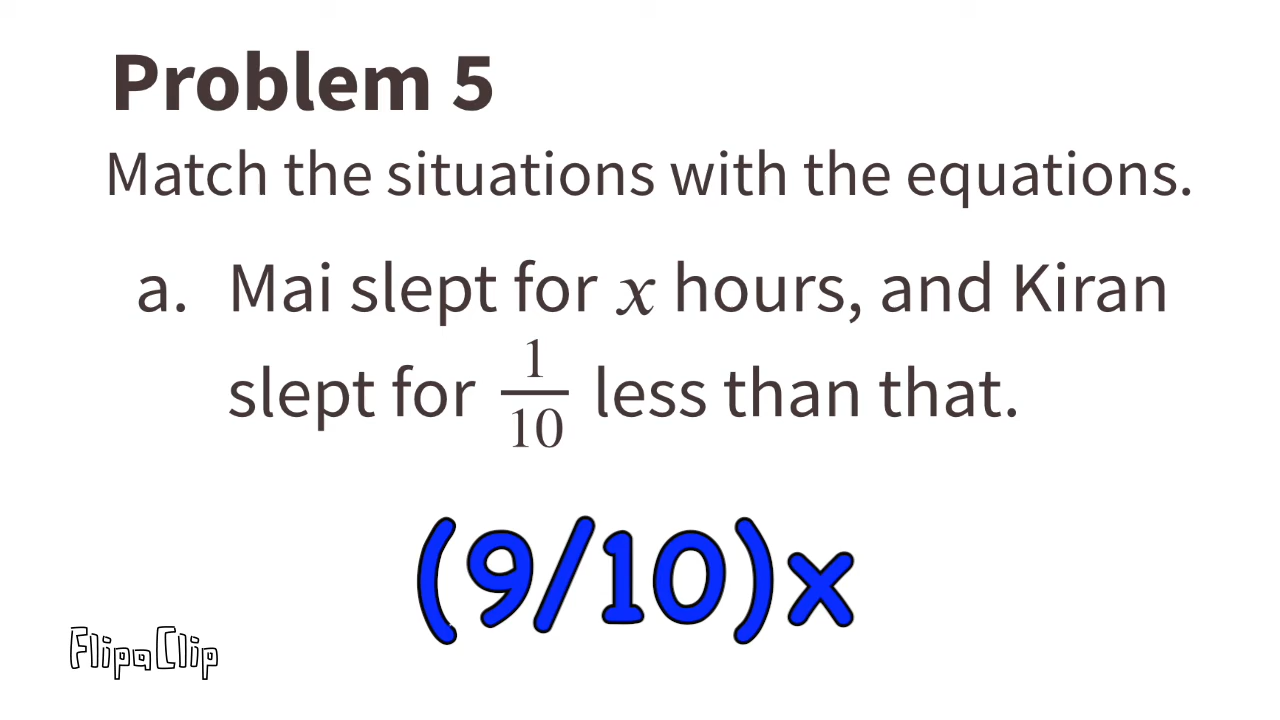 Problem 5
Match the situations with the equations.
a. Mai slept for x hours, and Kiran
slept for 1/10 less than that.
(9/10)x
FlipaClip